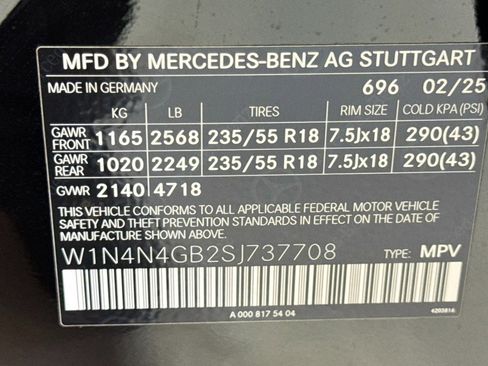 MFD BY MERCEDES-BENZ AG STUTTGART
MADE IN GERMANY 696 02/25
KG LB TIRES RIM SIZE COLD KPA (PSI)
GAWR FRONT 1165 2568 235/55 R18 7.5Jx18 290(43)
GAWR REAR 1020 2249 235/55 R18 7.5Jx18 290(43)
GVWR 2140 4718
THIS VEHICLE CONFORMS TO ALL APPLICABLE FEDERAL MOTOR VEHICLE
SAFETY AND THEFT PREVENTION STANDARDS IN EFFECT ON THE DATE OF
MANUFACTURE SHOWN ABOVE.
W1N4N4GB2SJ737708 TYPE: MPV
A 000 817 54 04 4203816